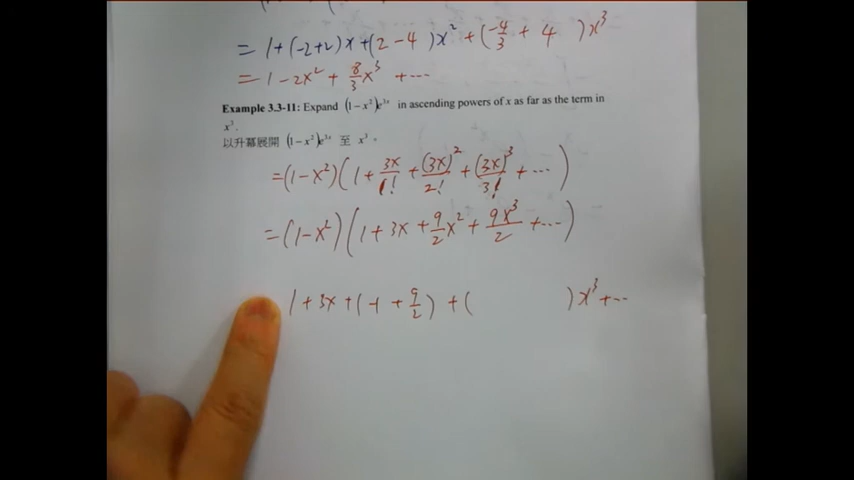 = 1 + (-2+2)x + (2 - 4 )x² + (-4/3 + 4 )x³
= 1 - 2x² + 8/3 x³ + ...
Example 3.3-11: Expand (1 - x²)e³ˣ in ascending powers of x as far as the term in
x³.
以升冪展開 (1 - x²)e³ˣ 至 x³。
= (1 - x²)(1 + 3x/1! + (3x)²/2! + (3x)³/3! + ...)
= (1 - x²)(1 + 3x + 9/2 x² + 9x³/2 + ...)
1 + 3x + (-1 + 9/2) + ( )x³ + ...